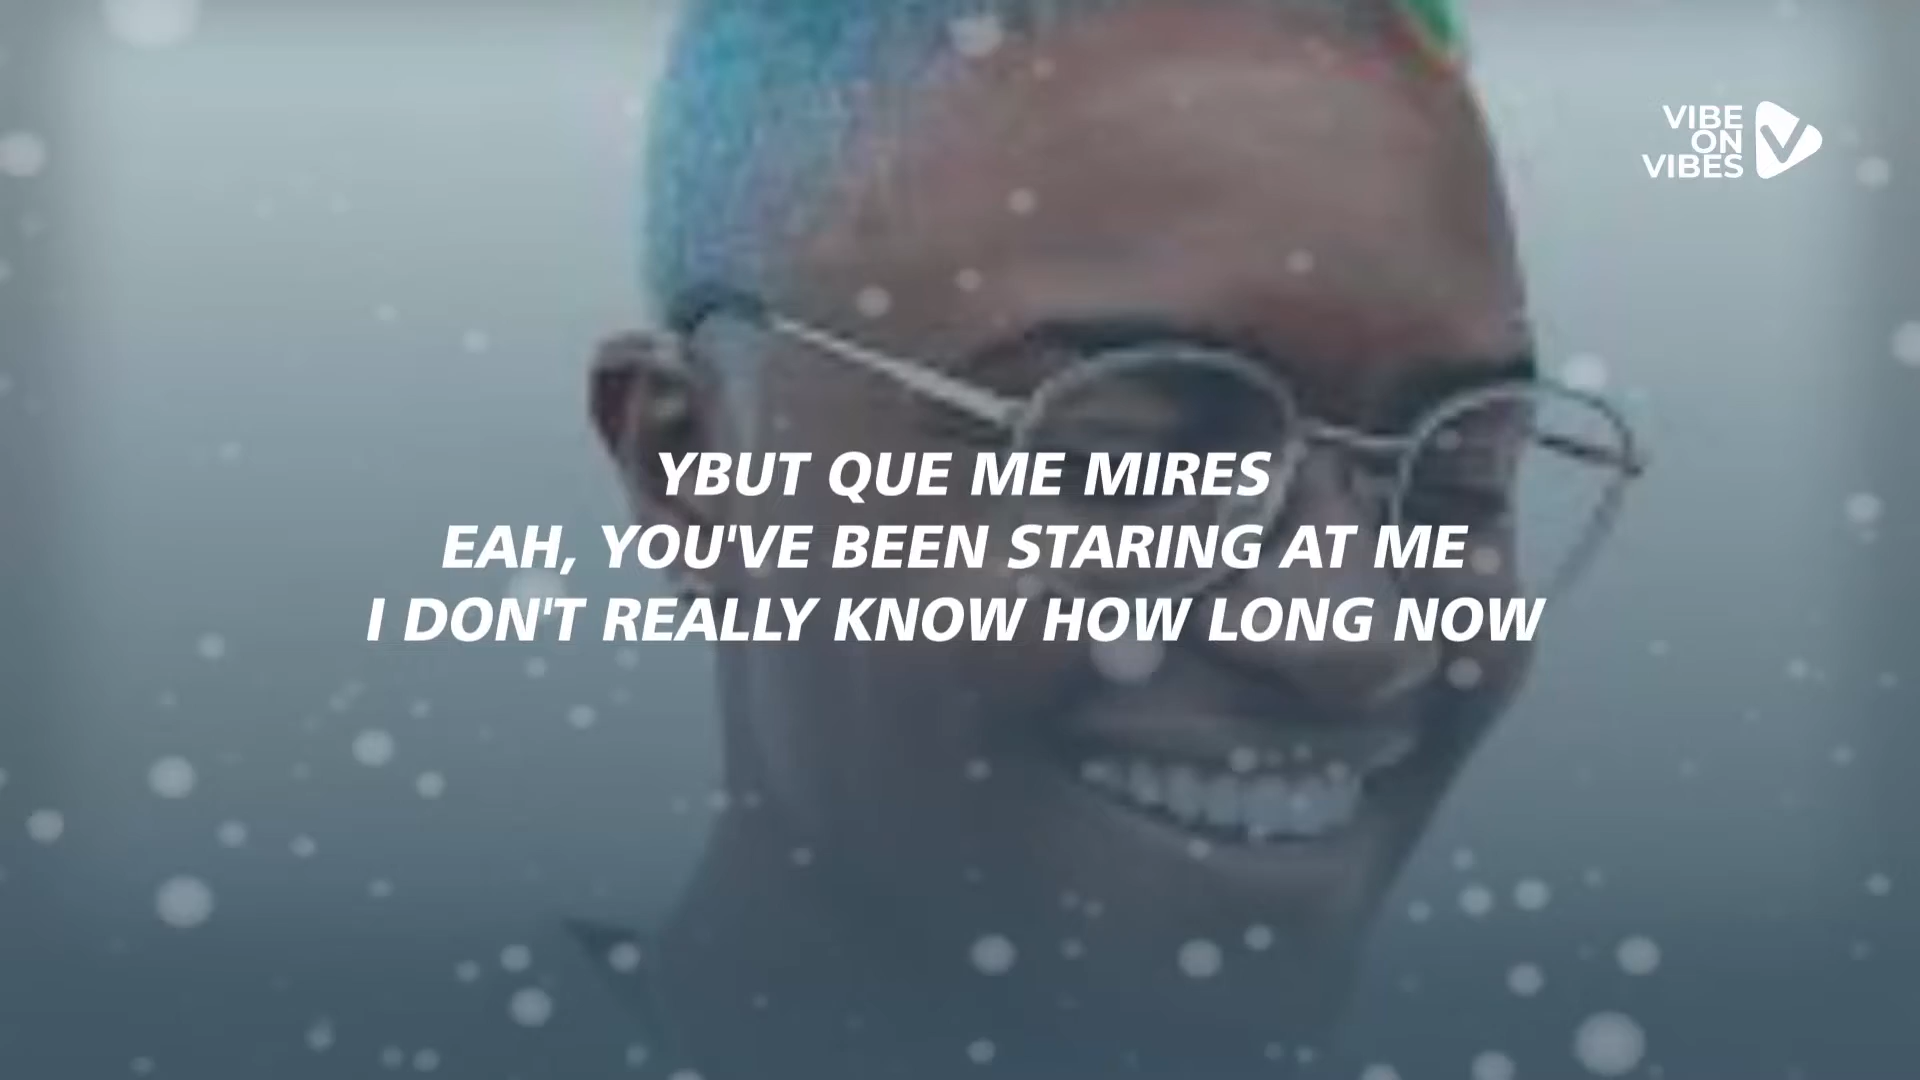 VIBE
ON
VIBES
YBUT QUE ME MIRES
EAH, YOU'VE BEEN STARING AT ME
I DON'T REALLY KNOW HOW LONG NOW